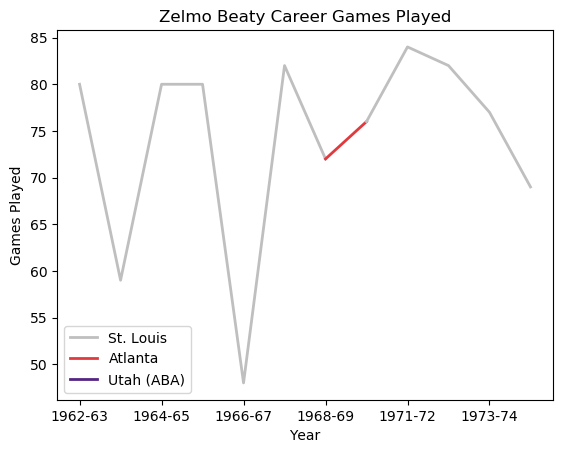 Zelmo Beaty Career Games Played
85
80
75
70
65
60
55
50
Games Played
St. Louis
Atlanta
Utah (ABA)
1962-63 1964-65 1966-67 1968-69 1971-72 1973-74
Year